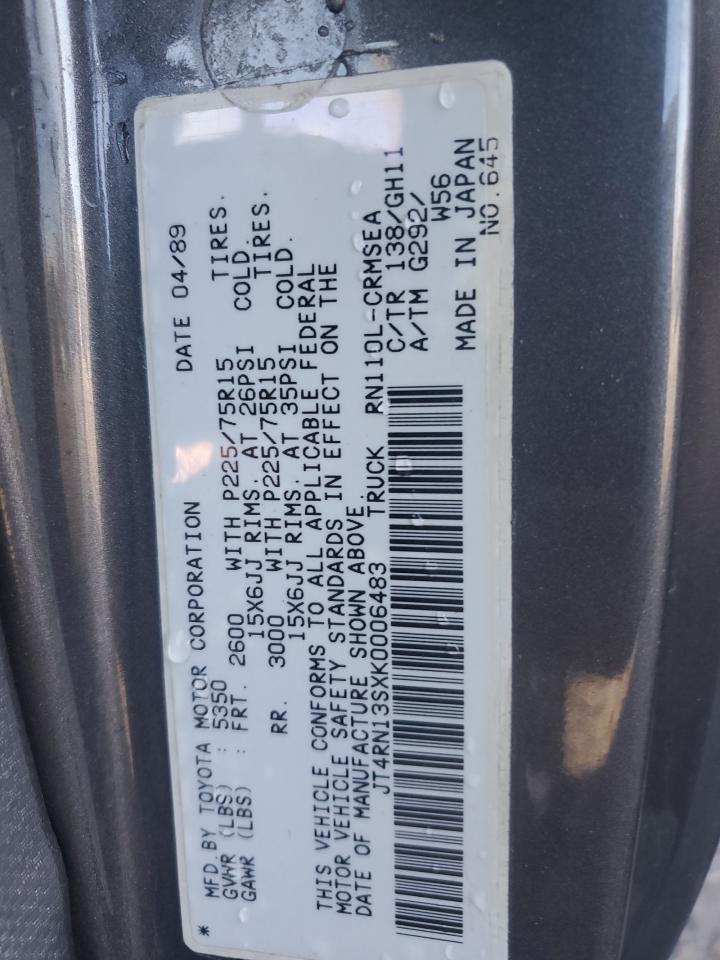 * MFD. BY TOYOTA MOTOR CORPORATION DATE 04/89
GVWR (LBS) : 5350
GAWR (LBS) : FRT. 2600 WITH P225/75R15 TIRES.
15X6JJ RIMS. AT 26PSI COLD.
RR. 3000 WITH P225/75R15 TIRES.
15X6JJ RIMS. AT 35PSI COLD.
THIS VEHICLE CONFORMS TO ALL APPLICABLE FEDERAL
MOTOR VEHICLE SAFETY STANDARDS IN EFFECT ON THE
DATE OF MANUFACTURE SHOWN ABOVE.
JT4RN13SXK0006483 TRUCK RN110L-CRMSEA
C/TR 138/GH11
A/TM G292/
W56
MADE IN JAPAN
NO.645